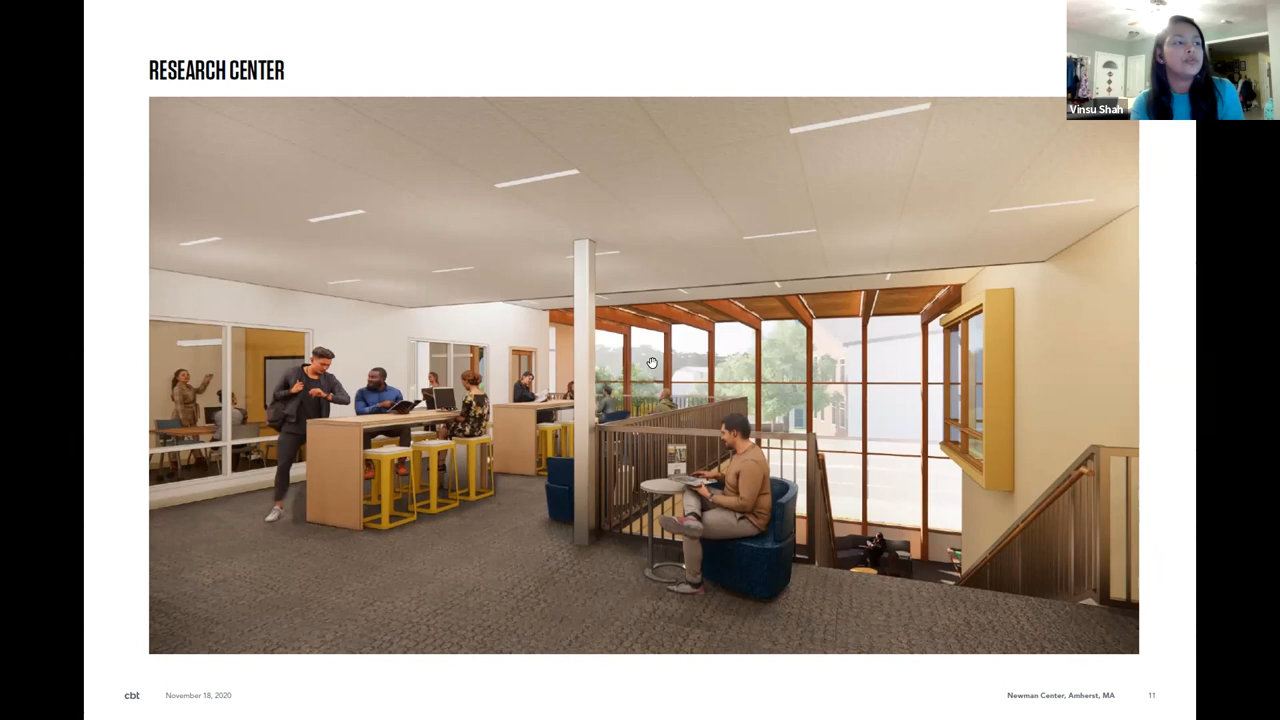 RESEARCH CENTER
Vinsu Shah
cbt
November 18, 2020
Newman Center, Amherst, MA
11